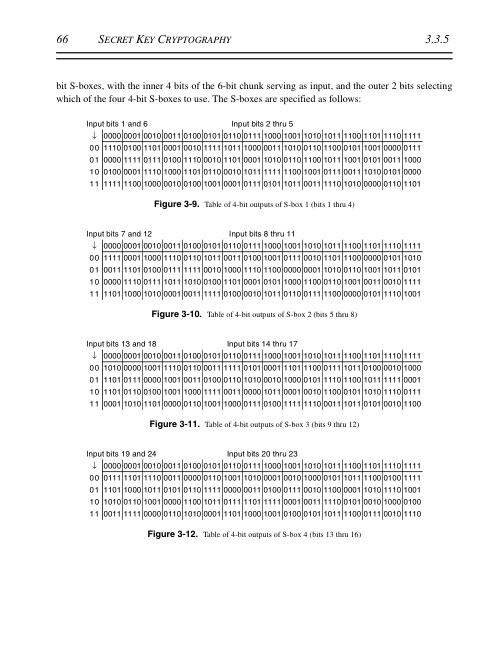 66 SECRET KEY CRYPTOGRAPHY 3.3.5
bit S-boxes, with the inner 4 bits of the 6-bit chunk serving as input, and the outer 2 bits selecting
which of the four 4-bit S-boxes to use. The S-boxes are specified as follows:
Input bits 1 and 6 Input bits 2 thru 5
↓ 0000 0001 0010 0011 0100 0101 0110 0111 1000 1001 1010 1011 1100 1101 1110 1111
00 1110 0100 1101 0001 0010 1111 1011 1000 0011 1010 0110 1100 0101 1001 0000 0111
01 0000 1111 0111 0100 1110 0010 1101 0001 1010 0110 1100 1011 1001 0101 0011 1000
10 0100 0001 1110 1000 1101 0110 0010 1011 1111 1100 1001 0111 0011 1010 0101 0000
11 1111 1100 1000 0010 0100 1001 0001 0111 0101 1011 0011 1110 1010 0000 0110 1101
Figure 3-9. Table of 4-bit outputs of S-box 1 (bits 1 thru 4)
Input bits 7 and 12 Input bits 8 thru 11
↓ 0000 0001 0010 0011 0100 0101 0110 0111 1000 1001 1010 1011 1100 1101 1110 1111
00 1111 0001 1000 1110 0110 1011 0011 0100 1001 0111 0010 1101 1100 0000 0101 1010
01 0011 1101 0100 0111 1111 0010 1000 1110 1100 0000 0001 1010 0110 1001 1011 0101
10 0000 1110 0111 1011 1010 0100 1101 0001 0101 1000 1100 0110 1001 0011 0010 1111
11 1101 1000 1010 0001 0011 1111 0100 0010 1011 0110 0111 1100 0000 0101 1110 1001
Figure 3-10. Table of 4-bit outputs of S-box 2 (bits 5 thru 8)
Input bits 13 and 18 Input bits 14 thru 17
↓ 0000 0001 0010 0011 0100 0101 0110 0111 1000 1001 1010 1011 1100 1101 1110 1111
00 1010 0000 1001 1110 0110 0011 1111 0101 0001 1101 1100 0111 1011 0100 0010 1000
01 1101 0111 0000 1001 0011 0100 0110 1010 0010 1000 0101 1110 1100 1011 1111 0001
10 1101 0110 0100 1001 1000 1111 0011 0000 1011 0001 0010 1100 0101 1010 1110 0111
11 0001 1010 1101 0000 0110 1001 1000 0111 0100 1111 1110 0011 1011 0101 0010 1100
Figure 3-11. Table of 4-bit outputs of S-box 3 (bits 9 thru 12)
Input bits 19 and 24 Input bits 20 thru 23
↓ 0000 0001 0010 0011 0100 0101 0110 0111 1000 1001 1010 1011 1100 1101 1110 1111
00 0111 1101 1110 0011 0000 0110 1001 1010 0001 0010 1000 0101 1011 1100 0100 1111
01 1101 1000 1011 0101 0110 1111 0000 0011 0100 0111 0010 1100 0001 1010 1110 1001
10 1010 0110 1001 0000 1100 1011 0111 1101 1111 0001 0011 1110 0101 0010 1000 0100
11 0011 1111 0000 0110 1010 0001 1101 1000 1001 0100 0101 1011 1100 0111 0010 1110
Figure 3-12. Table of 4-bit outputs of S-box 4 (bits 13 thru 16)